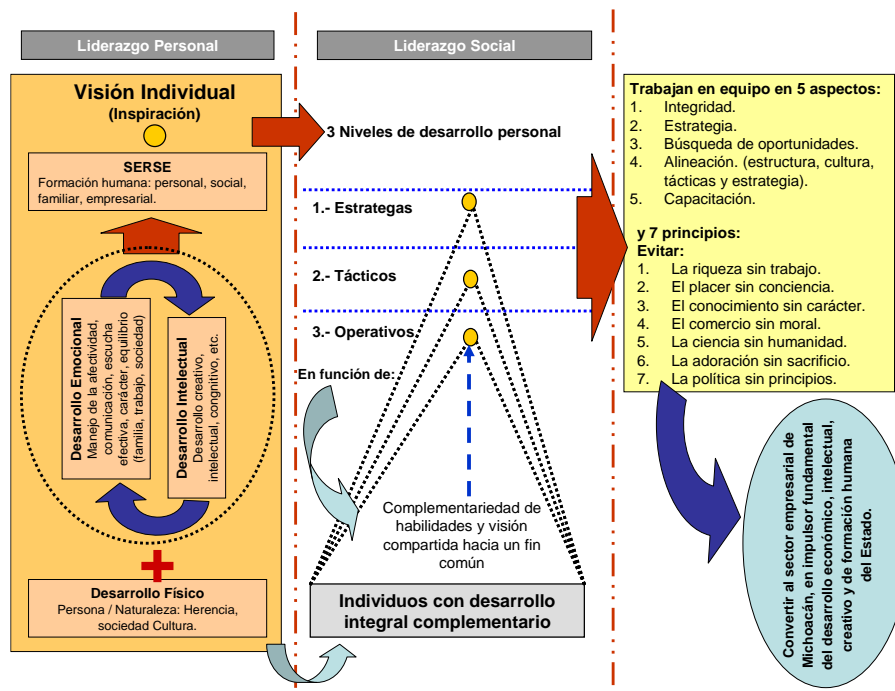 Liderazgo Personal
Visión Individual
(Inspiración)
SERSE
Formación humana: personal, social,
familiar, empresarial.
Desarrollo Emocional
Manejo de la afectividad,
comunicación, escucha
efectiva, carácter, equilibrio
(familia, trabajo, sociedad)
Desarrollo Intelectual
Desarrollo creativo,
intelectual, congnitivo, etc.
Desarrollo Físico
Persona / Naturaleza: Herencia,
sociedad Cultura.
Liderazgo Social
3 Niveles de desarrollo personal
1.- Estrategas
2.- Tácticos
3.- Operativos
En función de:
Complementariedad de
habilidades y visión
compartida hacia un fin
común
Individuos con desarrollo
integral complementario
Trabajan en equipo en 5 aspectos:
1. Integridad.
2. Estrategia.
3. Búsqueda de oportunidades.
4. Alineación. (estructura, cultura,
tácticas y estrategia).
5. Capacitación.
y 7 principios:
Evitar:
1. La riqueza sin trabajo.
2. El placer sin conciencia.
3. El conocimiento sin carácter.
4. El comercio sin moral.
5. La ciencia sin humanidad.
6. La adoración sin sacrificio.
7. La política sin principios.
Convertir al sector empresarial de
Michoacán, en impulsor fundamental
del desarrollo económico, intelectual,
creativo y de formación humana
del Estado.